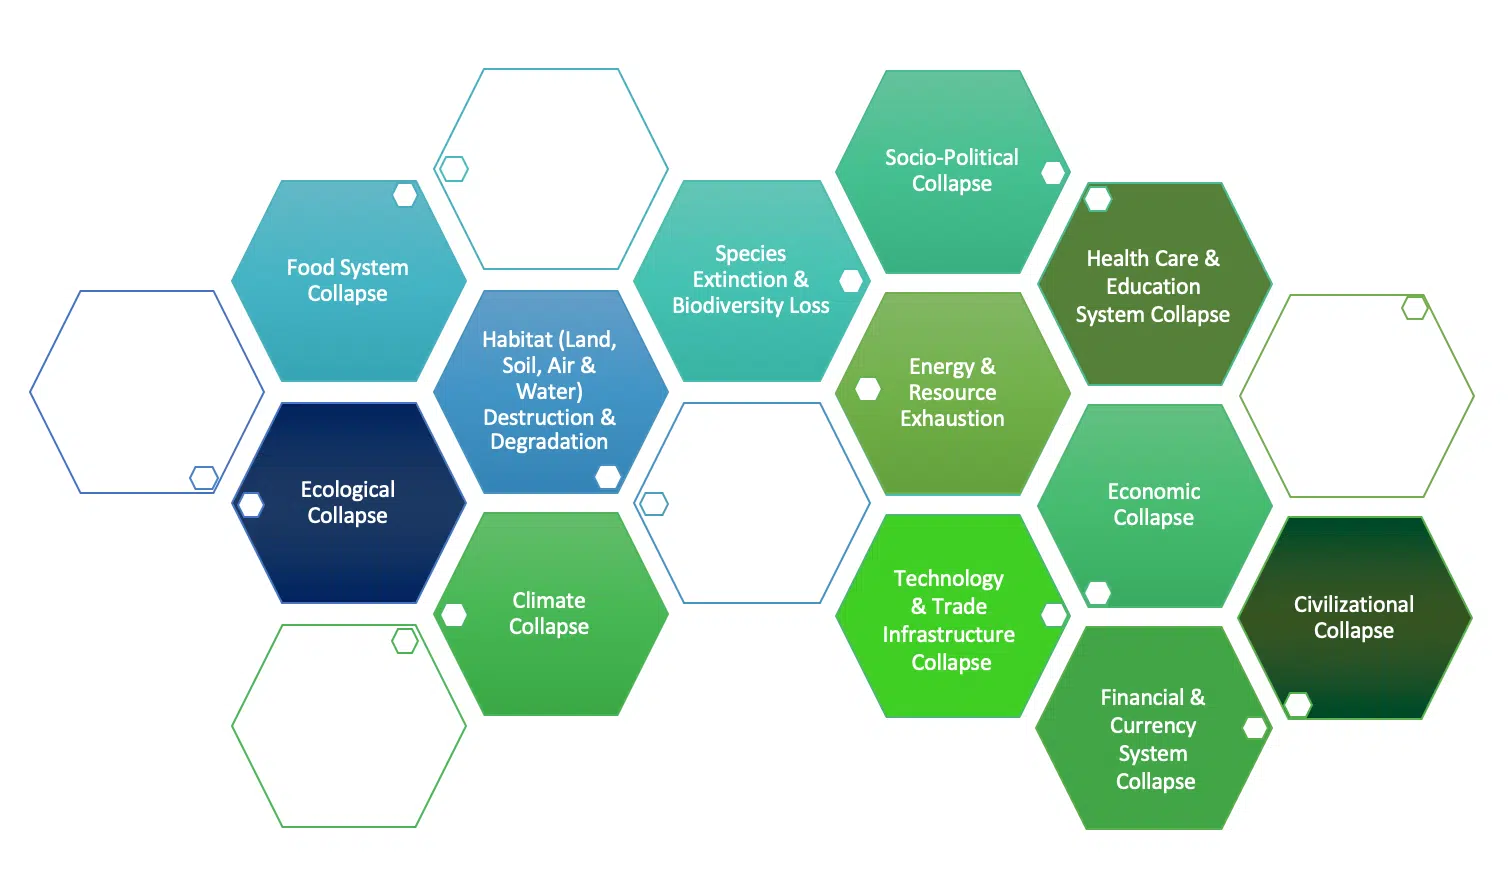 Socio-Political
Collapse
Food System
Collapse
Species
Extinction &
Biodiversity Loss
Health Care &
Education
System Collapse
Habitat (Land,
Soil, Air &
Water)
Destruction &
Degradation
Energy &
Resource
Exhaustion
Ecological
Collapse
Economic
Collapse
Climate
Collapse
Technology
& Trade
Infrastructure
Collapse
Civilizational
Collapse
Financial &
Currency
System
Collapse